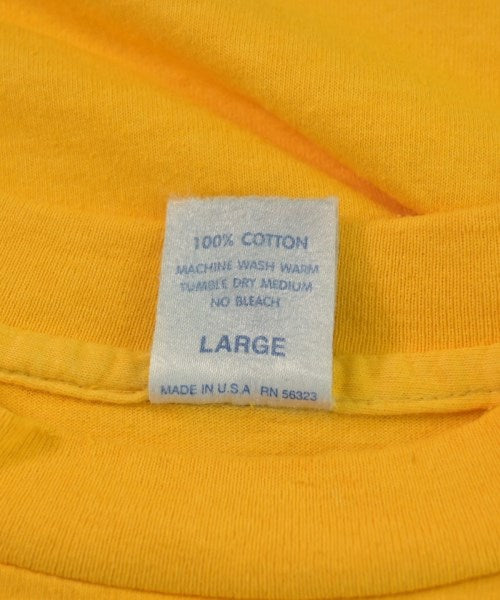 100% COTTON
MACHINE WASH WARM
TUMBLE DRY MEDIUM
NO BLEACH
LARGE
MADE IN U.S.A RN 56323